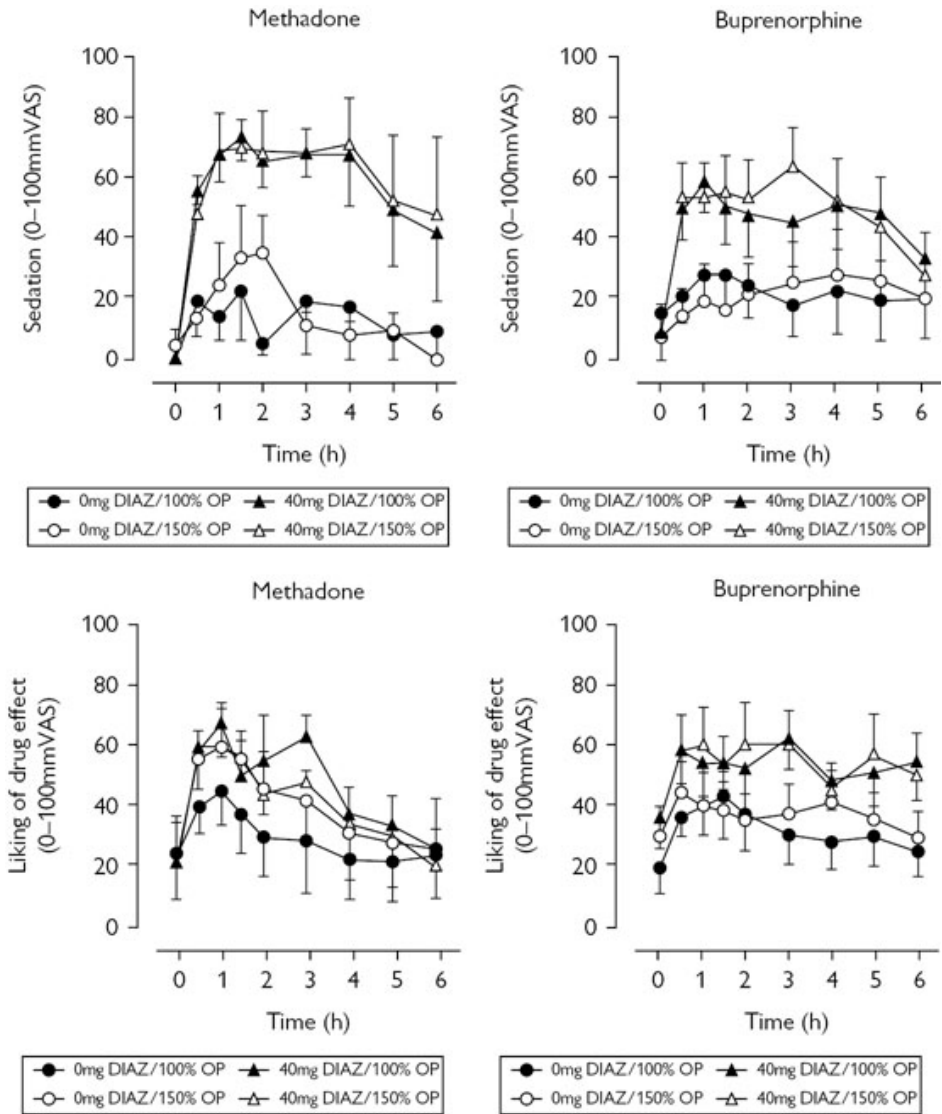 Methadone
100
80
60
40
20
0
Sedation (0–100mmVAS)
0 1 2 3 4 5 6
Time (h)
0mg DIAZ/100% OP 40mg DIAZ/100% OP
0mg DIAZ/150% OP 40mg DIAZ/150% OP
Buprenorphine
100
80
60
40
20
0
Sedation (0–100mmVAS)
0 1 2 3 4 5 6
Time (h)
0mg DIAZ/100% OP 40mg DIAZ/100% OP
0mg DIAZ/150% OP 40mg DIAZ/150% OP
Methadone
100
80
60
40
20
0
Liking of drug effect
(0–100mmVAS)
0 1 2 3 4 5 6
Time (h)
0mg DIAZ/100% OP 40mg DIAZ/100% OP
0mg DIAZ/150% OP 40mg DIAZ/150% OP
Buprenorphine
100
80
60
40
20
0
Liking of drug effect
(0–100mmVAS)
0 1 2 3 4 5 6
Time (h)
0mg DIAZ/100% OP 40mg DIAZ/100% OP
0mg DIAZ/150% OP 40mg DIAZ/150% OP